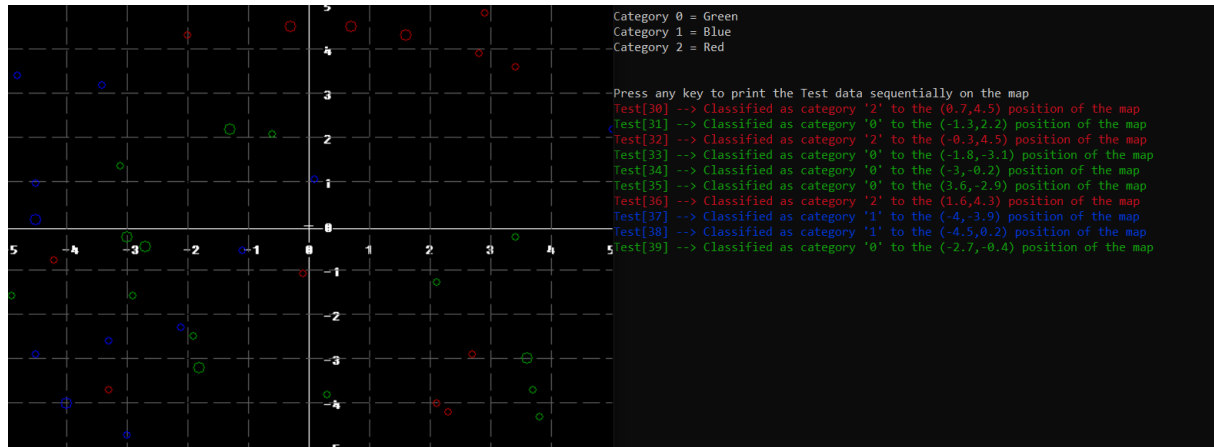 Category 0 = Green
Category 1 = Blue
Category 2 = Red
Press any key to print the Test data sequentially on the map
Test[30] --> Classified as category '2' to the (0.7,4.5) position of the map
Test[31] --> Classified as category '0' to the (-1.3,2.2) position of the map
Test[32] --> Classified as category '2' to the (-0.3,4.5) position of the map
Test[33] --> Classified as category '0' to the (-1.8,-3.1) position of the map
Test[34] --> Classified as category '0' to the (-3,-0.2) position of the map
Test[35] --> Classified as category '0' to the (3.6,-2.9) position of the map
Test[36] --> Classified as category '2' to the (1.6,4.3) position of the map
Test[37] --> Classified as category '1' to the (-4,-3.9) position of the map
Test[38] --> Classified as category '1' to the (-4.5,0.2) position of the map
Test[39] --> Classified as category '0' to the (-2.7,-0.4) position of the map
5
4
3
2
1
0
5 -4 -3 -2 -1 0 1 2 3 4 5
-1
-2
-3
-4